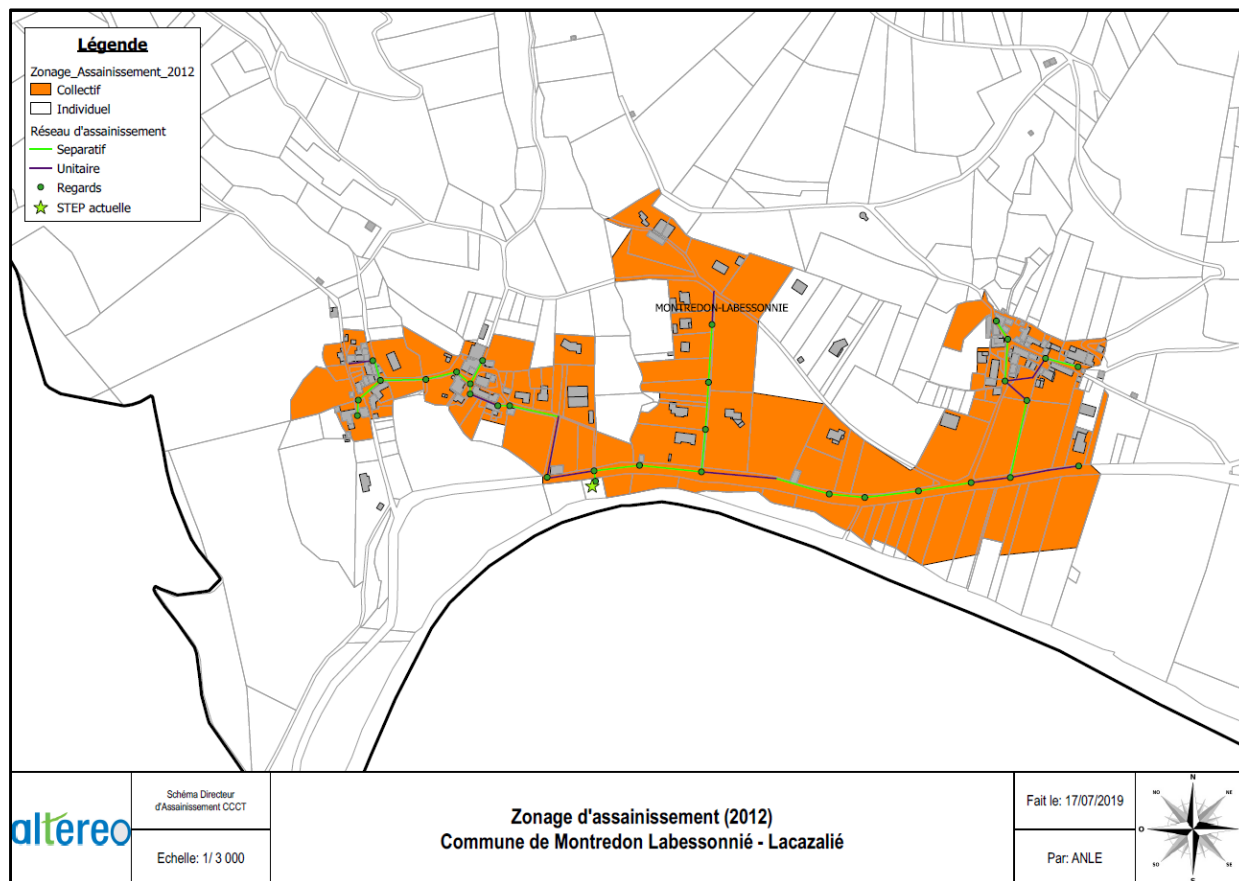 Légende
Zonage_Assainissement_2012
Collectif
Individuel
Réseau d'assainissement
Separatif
Unitaire
Regards
STEP actuelle
MONTREDON-LABESSONNIE
altereo
Schéma Directeur
d'Assainissement CCCT
Echelle: 1/ 3 000
Zonage d'assainissement (2012)
Commune de Montredon Labessonnié - Lacazalié
Fait le: 17/07/2019
Par: ANLE
N
NO
NE
O
E
SO
SE
S